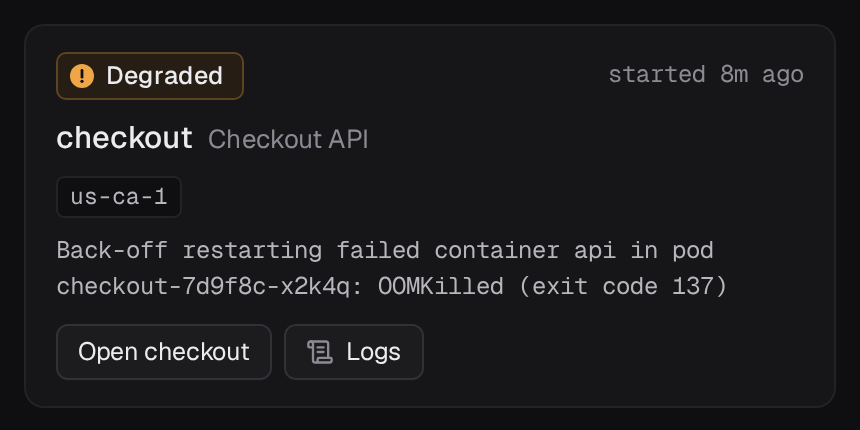 Degraded
started 8m ago
checkout Checkout API
us-ca-1
Back-off restarting failed container api in pod
checkout-7d9f8c-x2k4q: OOMKilled (exit code 137)
Open checkout
Logs